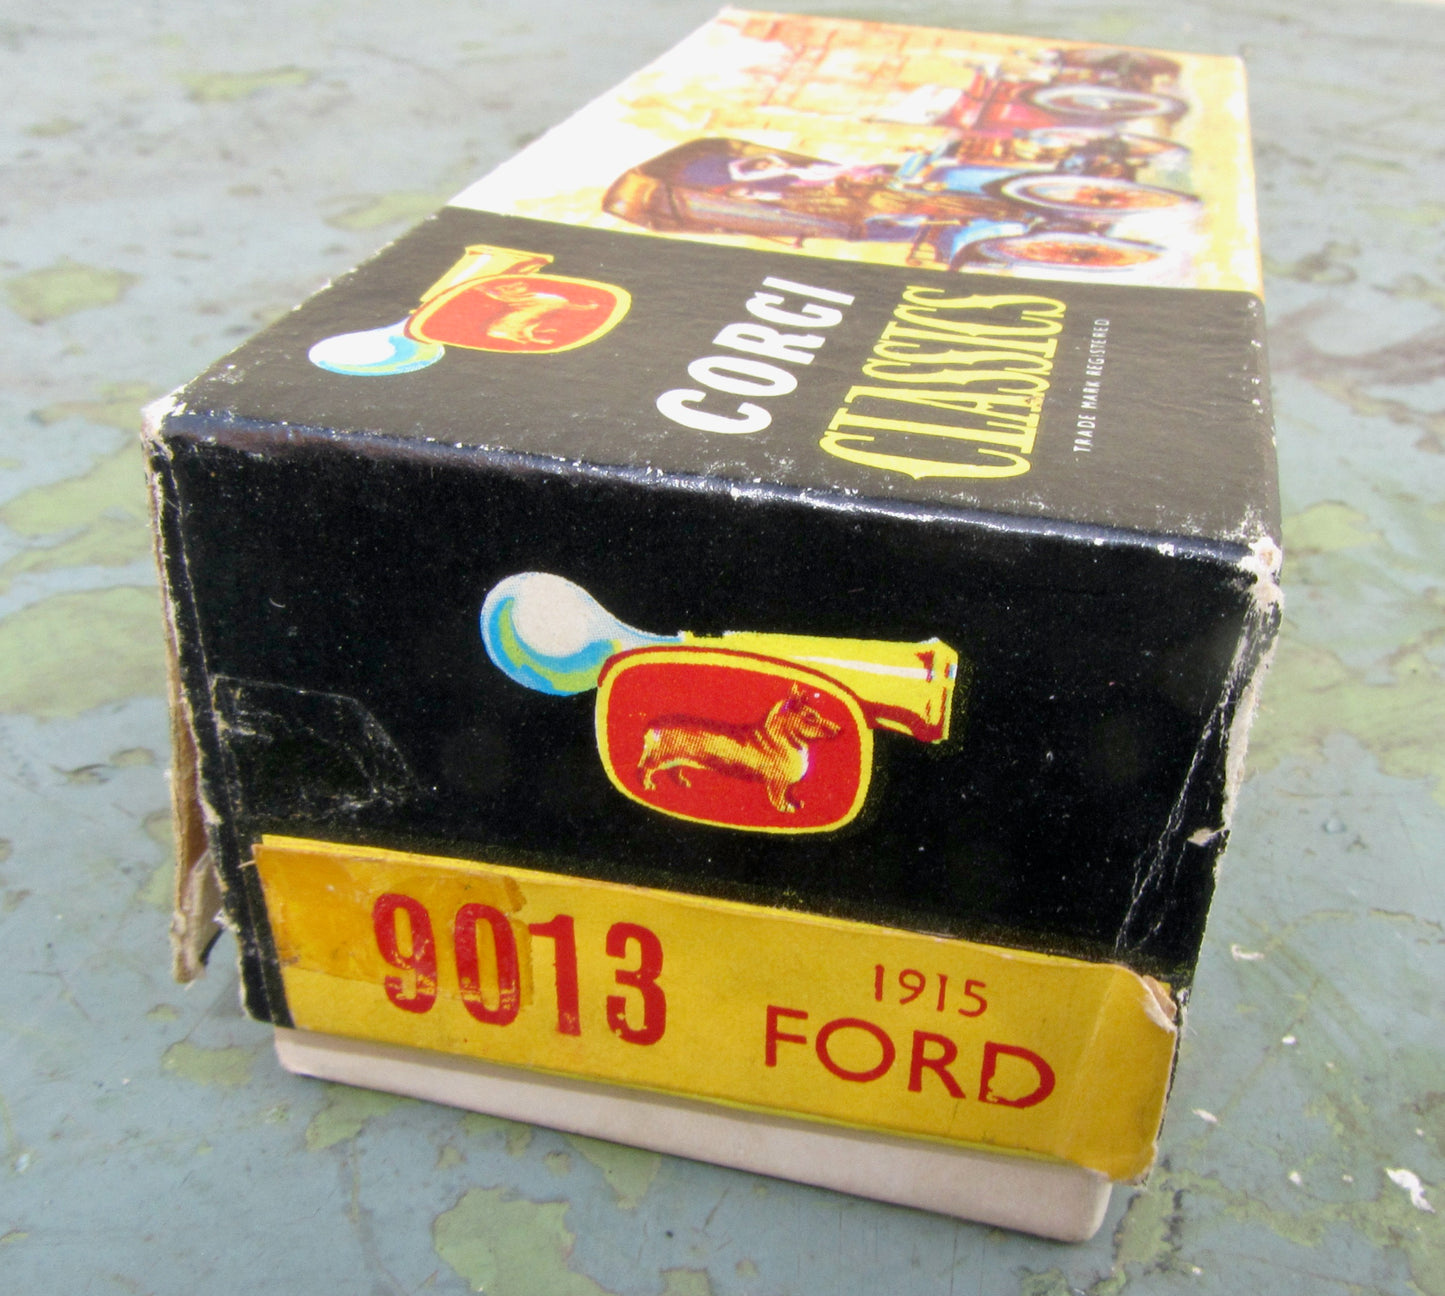 CORGI
CLASSICS
TRADE MARK REGISTERED
9013
1915
FORD